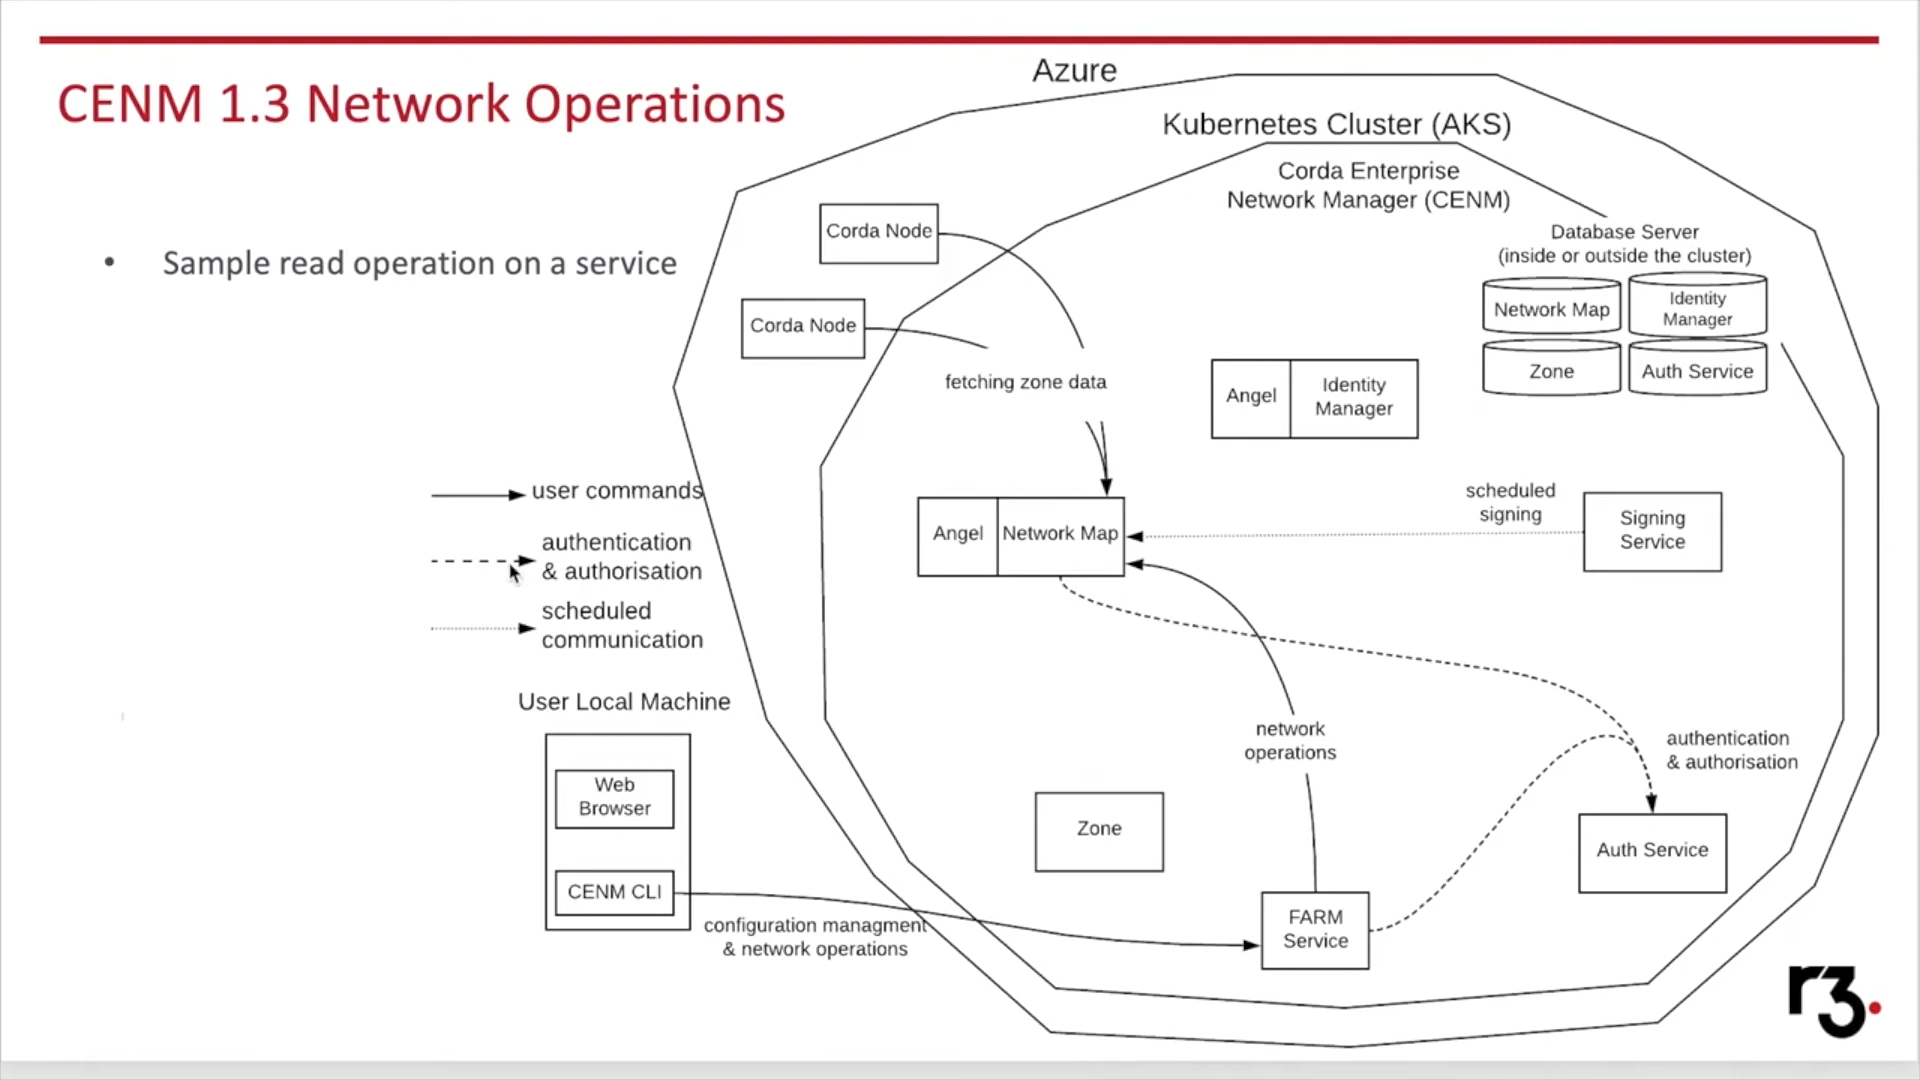 CENM 1.3 Network Operations
Azure
Kubernetes Cluster (AKS)
Corda Enterprise
Network Manager (CENM)
• Sample read operation on a service
Corda Node
Corda Node
fetching zone data
Database Server
(inside or outside the cluster)
Network Map
Identity
Manager
Zone
Auth Service
Angel
Identity
Manager
user commands
authentication
& authorisation
scheduled
communication
Angel
Network Map
scheduled
signing
Signing
Service
User Local Machine
Web
Browser
CENM CLI
configuration managment
& network operations
network
operations
authentication
& authorisation
Zone
Auth Service
FARM
Service
r3.